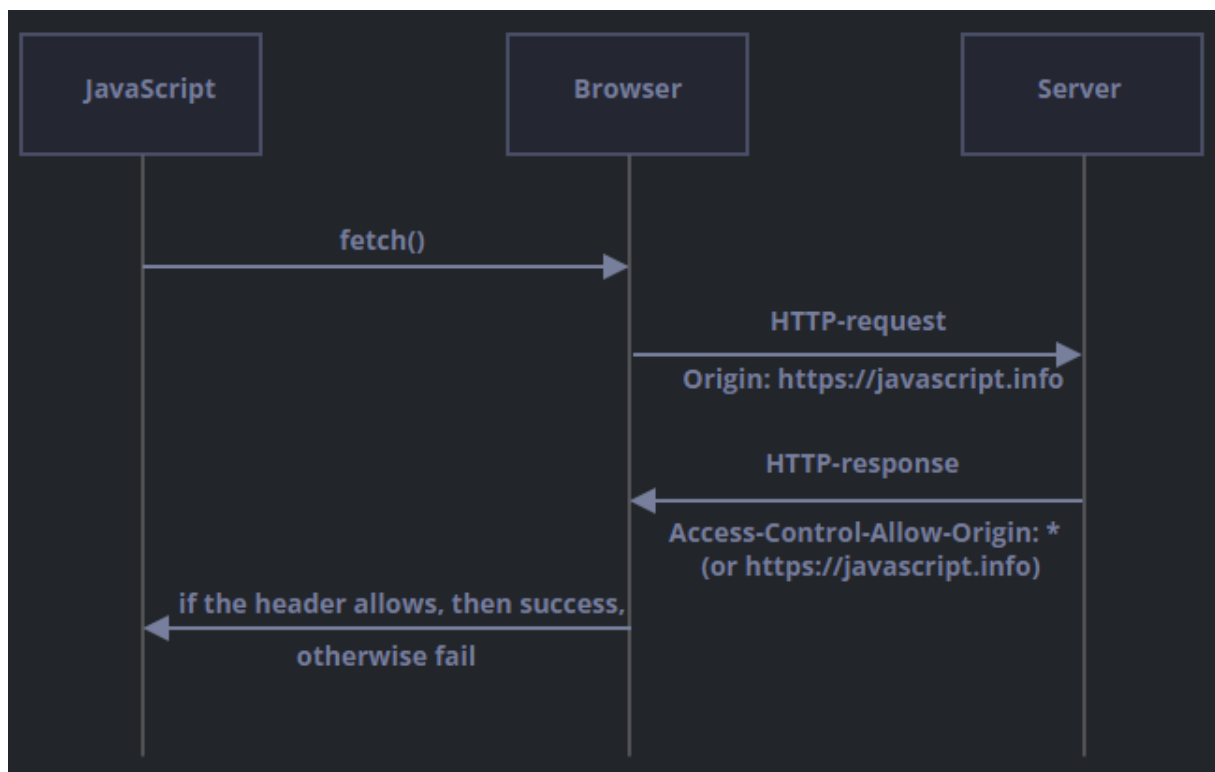 JavaScript
Browser
Server
fetch()
HTTP-request
Origin: https://javascript.info
HTTP-response
Access-Control-Allow-Origin: *
(or https://javascript.info)
if the header allows, then success,
otherwise fail